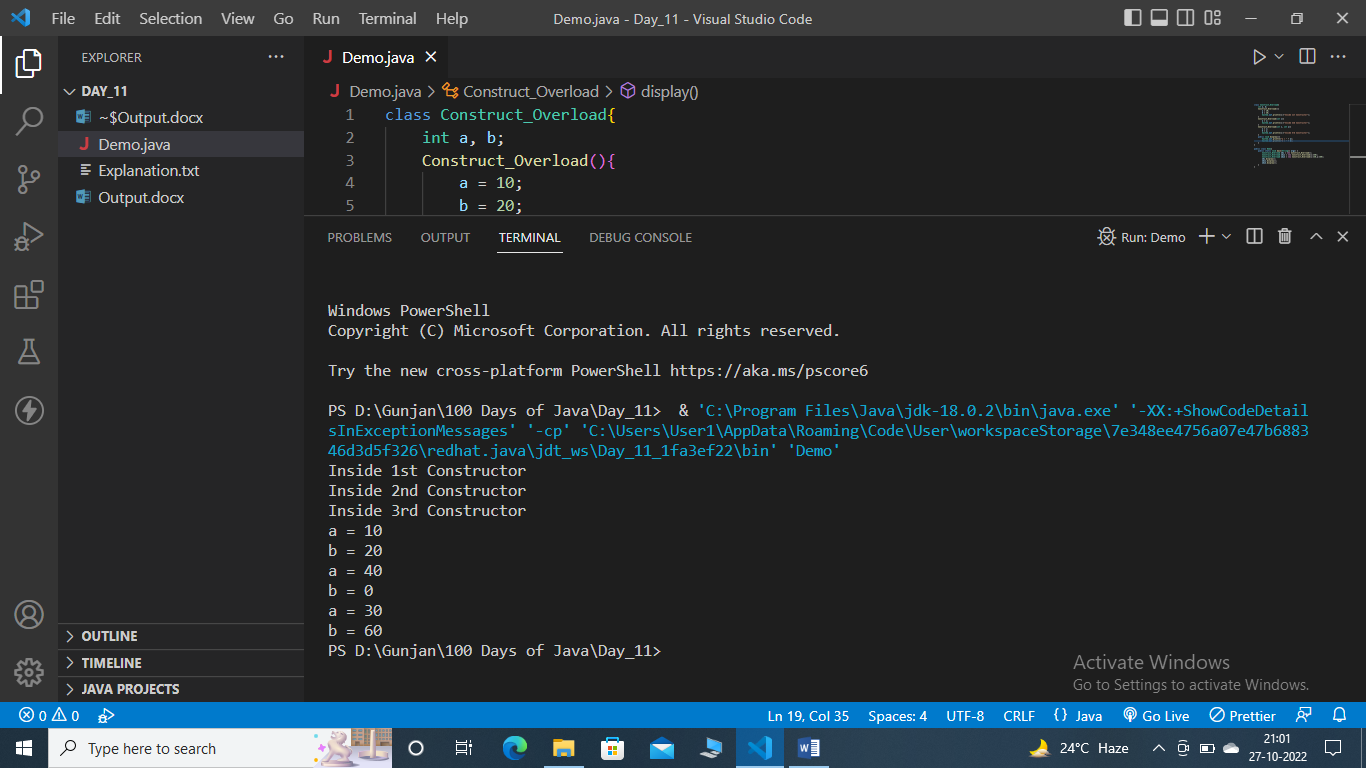 File Edit Selection View Go Run Terminal Help Demo.java - Day_11 - Visual Studio Code
EXPLORER
DAY_11
~$Output.docx
Demo.java
Explanation.txt
Output.docx
OUTLINE
TIMELINE
JAVA PROJECTS
Demo.java
Demo.java > Construct_Overload > display()
1 class Construct_Overload{
2 int a, b;
3 Construct_Overload(){
4 a = 10;
5 b = 20;
PROBLEMS OUTPUT TERMINAL DEBUG CONSOLE Run: Demo
Windows PowerShell
Copyright (C) Microsoft Corporation. All rights reserved.
Try the new cross-platform PowerShell https://aka.ms/pscore6
PS D:\Gunjan\100 Days of Java\Day_11>  & 'C:\Program Files\Java\jdk-18.0.2\bin\java.exe' '-XX:+ShowCodeDetail
sInExceptionMessages' '-cp' 'C:\Users\User1\AppData\Roaming\Code\User\workspaceStorage\7e348ee4756a07e47b6883
46d3d5f326\redhat.java\jdt_ws\Day_11_1fa3ef22\bin' 'Demo'
Inside 1st Constructor
Inside 2nd Constructor
Inside 3rd Constructor
a = 10
b = 20
a = 40
b = 0
a = 30
b = 60
PS D:\Gunjan\100 Days of Java\Day_11>
Activate Windows
Go to Settings to activate Windows.
0 0 Ln 19, Col 35 Spaces: 4 UTF-8 CRLF {} Java Go Live Prettier
Type here to search 24°C Haze 21:01
27-10-2022